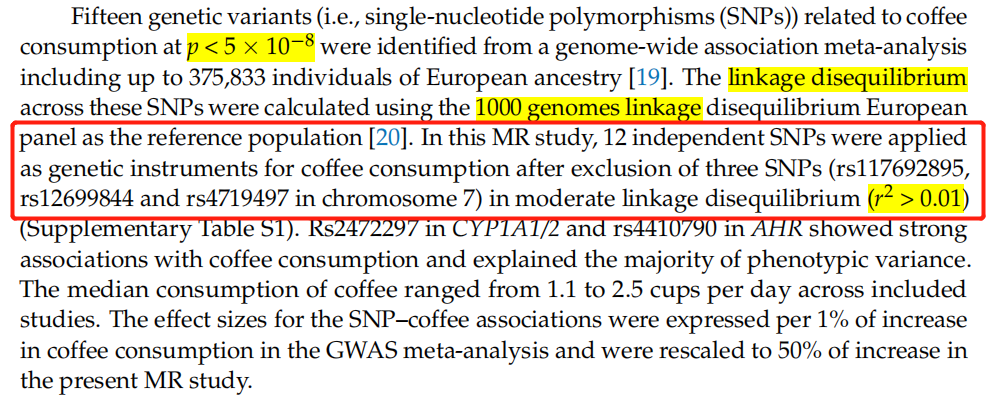 Fifteen genetic variants (i.e., single-nucleotide polymorphisms (SNPs)) related to coffee
consumption at p < 5 × 10−8 were identified from a genome-wide association meta-analysis
including up to 375,833 individuals of European ancestry [19]. The linkage disequilibrium
across these SNPs were calculated using the 1000 genomes linkage disequilibrium European
panel as the reference population [20]. In this MR study, 12 independent SNPs were applied
as genetic instruments for coffee consumption after exclusion of three SNPs (rs117692895,
rs12699844 and rs4719497 in chromosome 7) in moderate linkage disequilibrium (r2 > 0.01)
(Supplementary Table S1). Rs2472297 in CYP1A1/2 and rs4410790 in AHR showed strong
associations with coffee consumption and explained the majority of phenotypic variance.
The median consumption of coffee ranged from 1.1 to 2.5 cups per day across included
studies. The effect sizes for the SNP–coffee associations were expressed per 1% of increase
in coffee consumption in the GWAS meta-analysis and were rescaled to 50% of increase in
the present MR study.